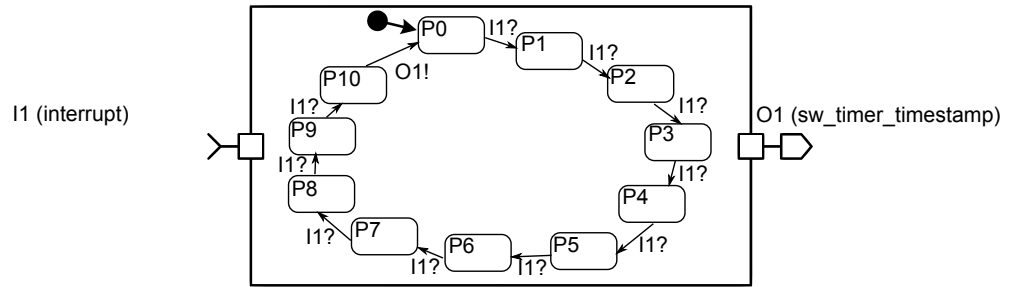 P0
I1?
P1
I1?
P2
I1?
P3
I1?
P4
I1?
P5
I1?
P6
I1?
P7
I1?
P8
I1?
P9
I1?
P10
O1!
I1 (interrupt)
O1 (sw_timer_timestamp)